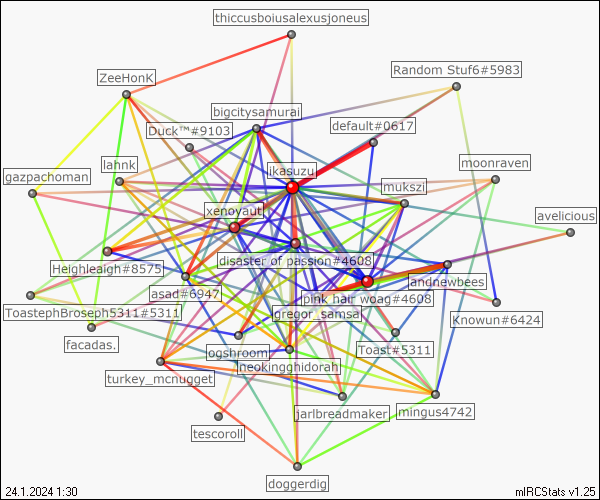 thiccusboiusalexusjoneus
ZeeHonK
Random Stuf6#5983
bigcitysamurai
Duck™#9103
default#0617
lahnk
ikasuzu
moonraven
gazpachoman
mukszi
xenoyaut
avelicious
disaster of passion#4608
Heighleaigh#8575
andnewbees
asad#6947
pink hair woag#4608
ToastephBroseph5311#5311
gregor_samsai
Knowun#6424
facadas.
ogshroom
Toast#5311
neokingghidorah
turkey_mcnugget
jarlbreadmaker
mingus4742
tescoroll
doggerdig
24.1.2024 1:30
mIRCStats v1.25